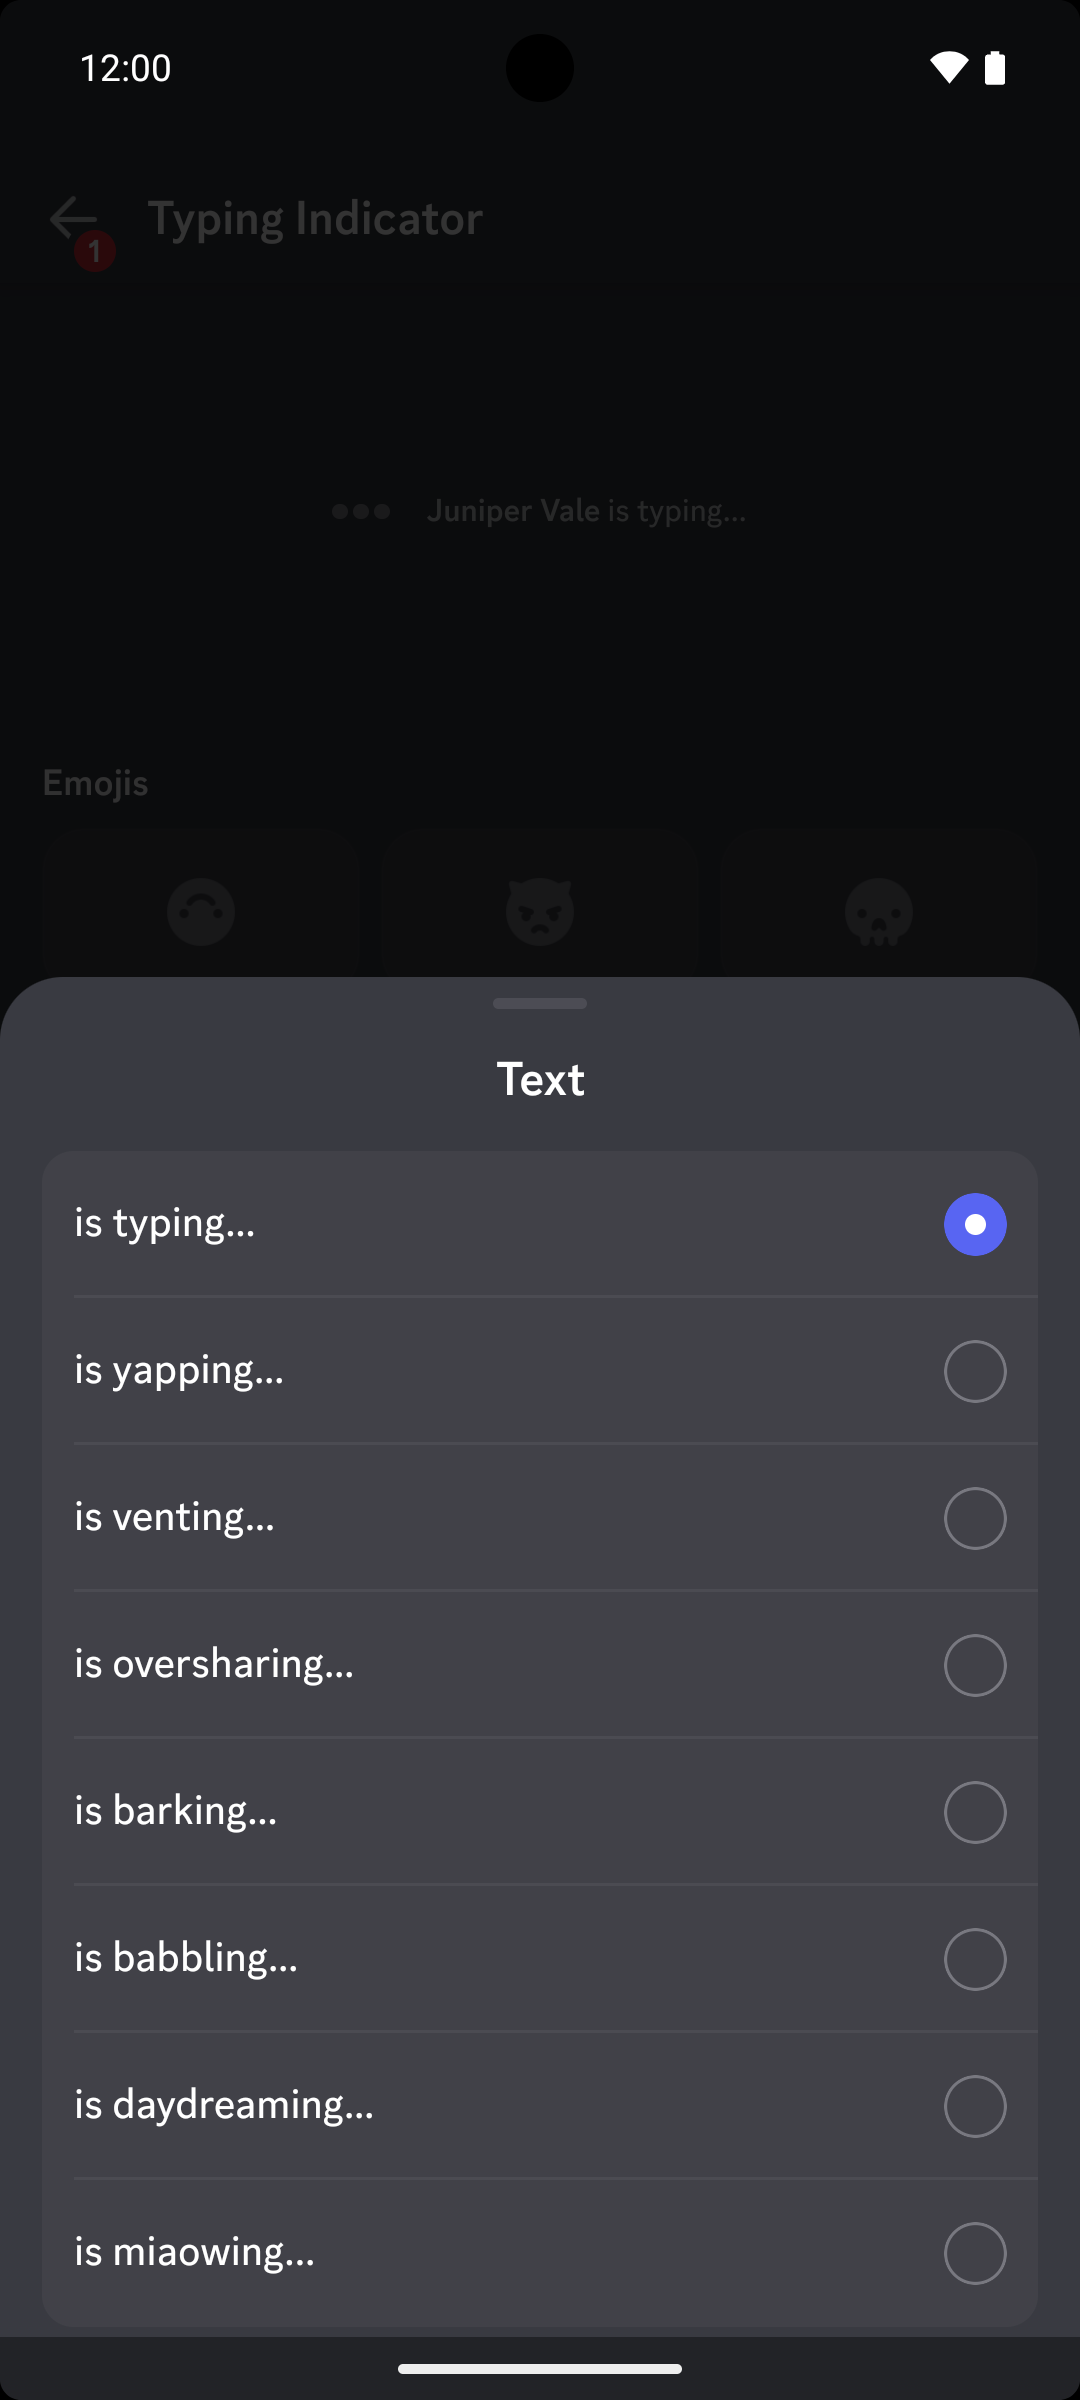 12:00
1
Typing Indicator
Juniper Vale is typing...
Emojis
Text
is typing...
is yapping...
is venting...
is oversharing...
is barking...
is babbling...
is daydreaming...
is miaowing...